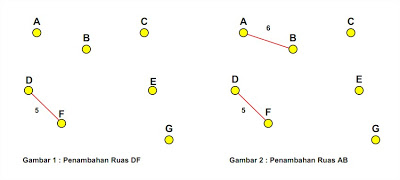 A
B
C
D
E
5
F
G
Gambar 1 : Penambahan Ruas DF
A
6
B
C
D
E
5
F
G
Gambar 2 : Penambahan Ruas AB